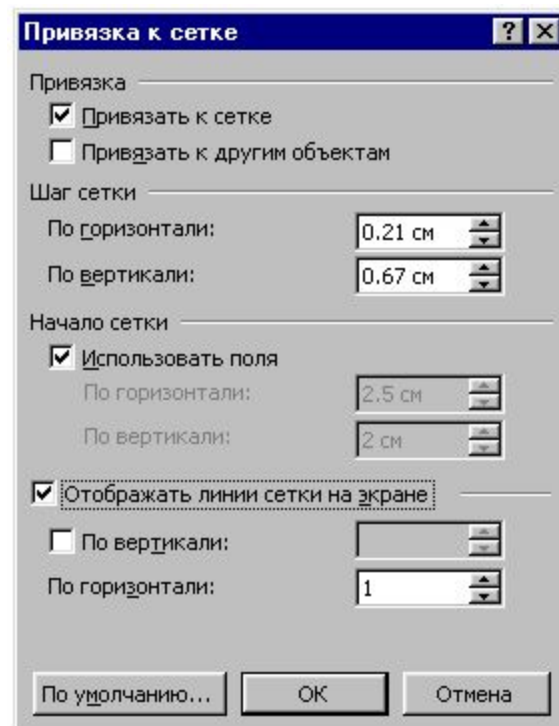 Привязка к сетке ? ×
Привязка
Привязать к сетке
Привязать к другим объектам
Шаг сетки
По горизонтали: 0.21 см
По вертикали: 0.67 см
Начало сетки
Использовать поля
По горизонтали: 2.5 см
По вертикали: 2 см
Отображать линии сетки на экране
По вертикали:
По горизонтали: 1
По умолчанию... ОК Отмена